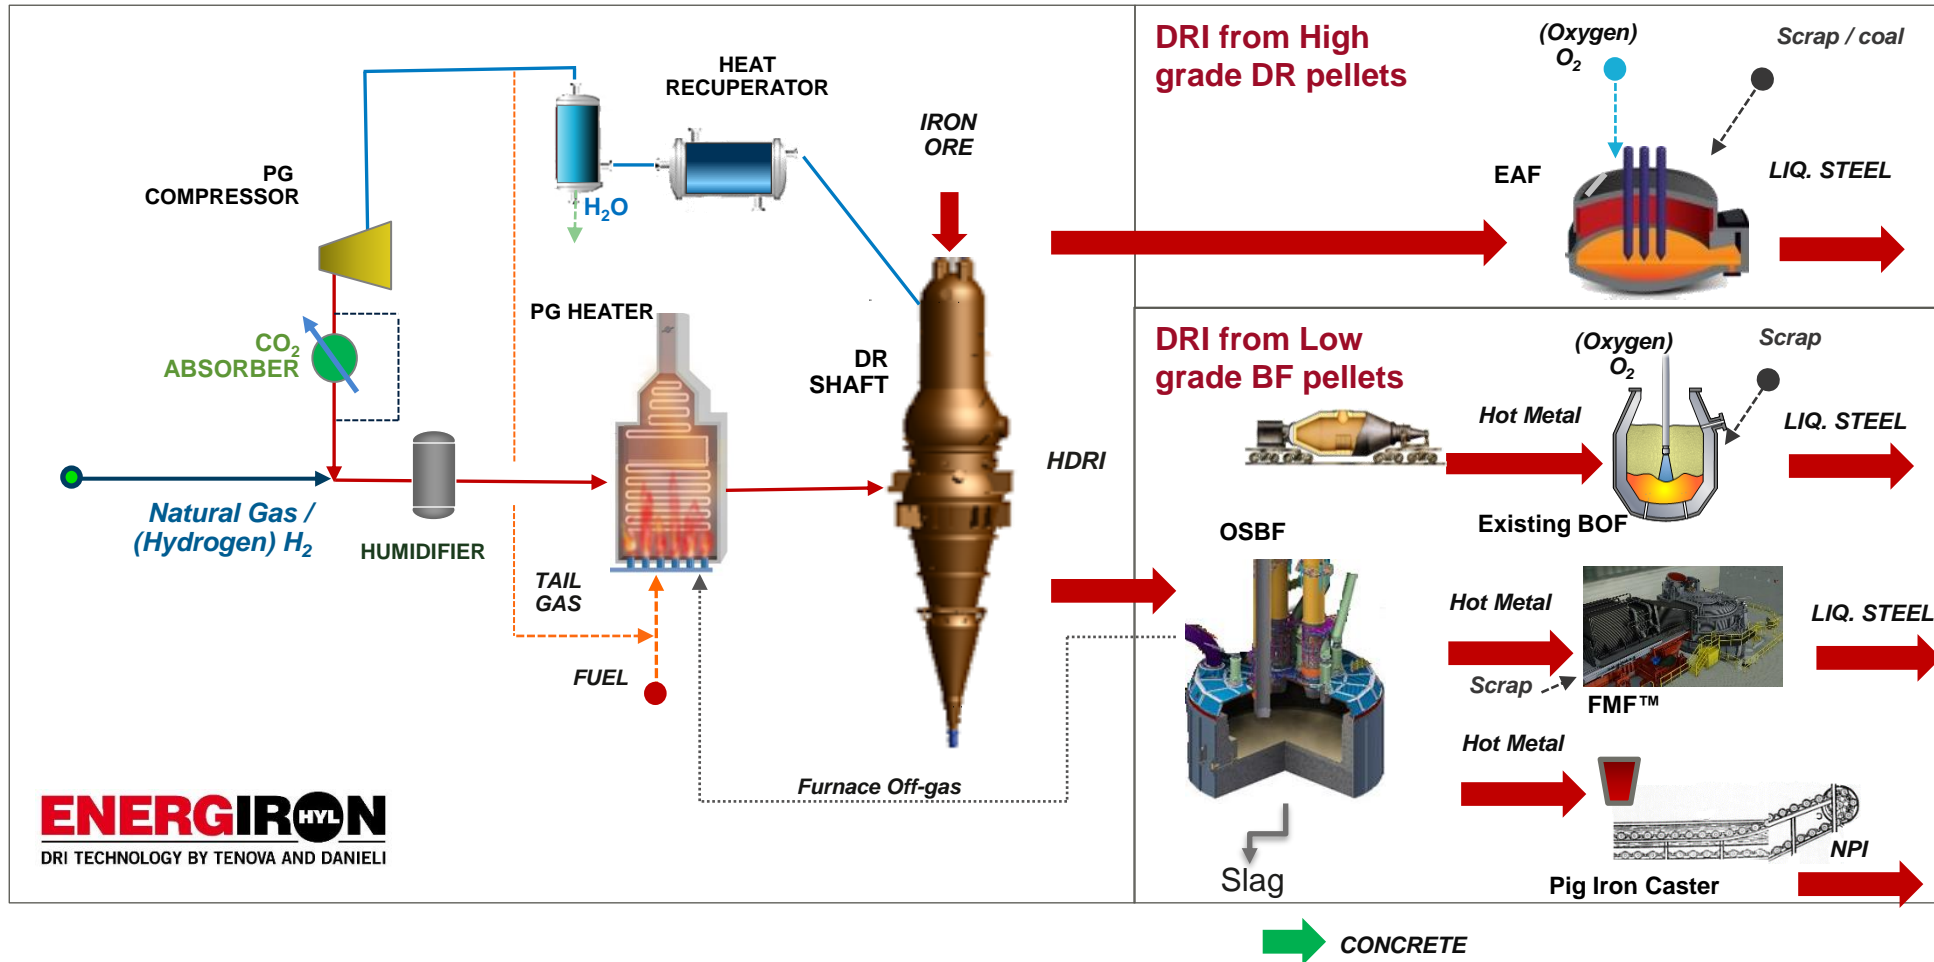 HEAT
RECUPERATOR
PG
COMPRESSOR
H₂O
IRON
ORE
PG HEATER
CO₂
ABSORBER
DR
SHAFT
Natural Gas /
(Hydrogen) H₂
HUMIDIFIER
TAIL
GAS
FUEL
HDRI
Furnace Off-gas
ENERGIRON
HYL
DRI TECHNOLOGY BY TENOVA AND DANIELI
DRI from High
grade DR pellets
(Oxygen)
O₂
Scrap / coal
EAF
LIQ. STEEL
DRI from Low
grade BF pellets
(Oxygen)
O₂
Scrap
Hot Metal
LIQ. STEEL
Existing BOF
OSBF
Hot Metal
LIQ. STEEL
Scrap
FMF™
Hot Metal
NPI
Pig Iron Caster
Slag
CONCRETE